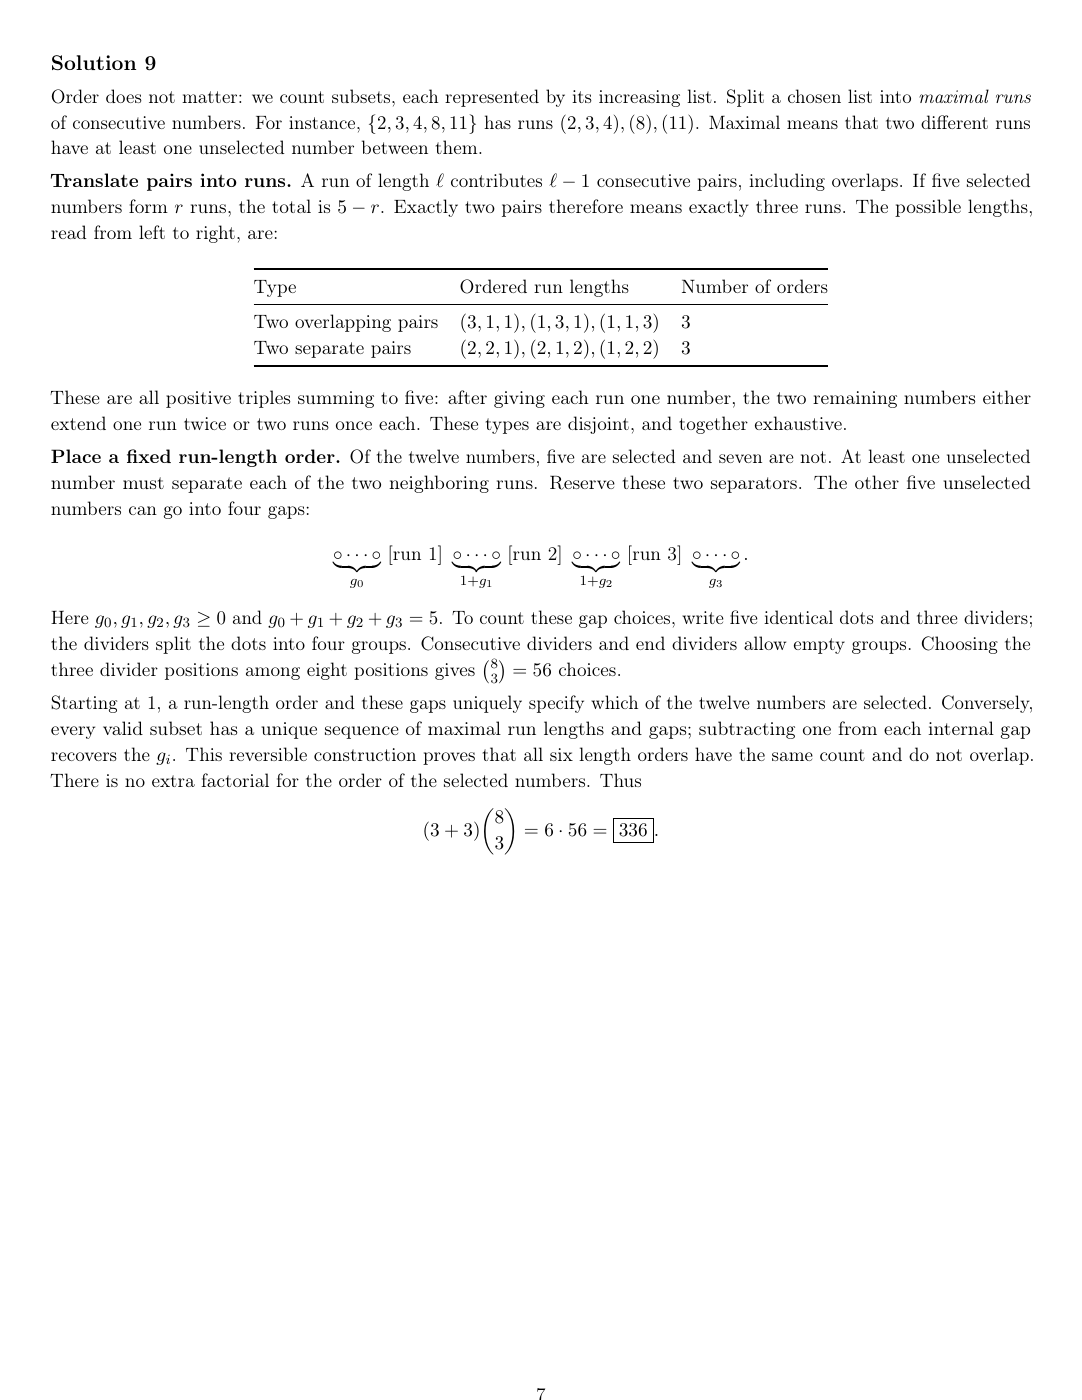 Solution 9
Order does not matter: we count subsets, each represented by its increasing list. Split a chosen list into maximal runs
of consecutive numbers. For instance, {2, 3, 4, 8, 11} has runs (2, 3, 4), (8), (11). Maximal means that two different runs
have at least one unselected number between them.
Translate pairs into runs. A run of length ℓ contributes ℓ − 1 consecutive pairs, including overlaps. If five selected
numbers form r runs, the total is 5 − r. Exactly two pairs therefore means exactly three runs. The possible lengths,
read from left to right, are:
Type Ordered run lengths Number of orders
Two overlapping pairs (3, 1, 1), (1, 3, 1), (1, 1, 3) 3
Two separate pairs (2, 2, 1), (2, 1, 2), (1, 2, 2) 3
These are all positive triples summing to five: after giving each run one number, the two remaining numbers either
extend one run twice or two runs once each. These types are disjoint, and together exhaustive.
Place a fixed run-length order. Of the twelve numbers, five are selected and seven are not. At least one unselected
number must separate each of the two neighboring runs. Reserve these two separators. The other five unselected
numbers can go into four gaps:
∘ ⋯ ∘ [run 1] ∘ ⋯ ∘ [run 2] ∘ ⋯ ∘ [run 3] ∘ ⋯ ∘ .
g₀ 1+g₁ 1+g₂ g₃
Here g₀, g₁, g₂, g₃ ≥ 0 and g₀ + g₁ + g₂ + g₃ = 5. To count these gap choices, write five identical dots and three dividers;
the dividers split the dots into four groups. Consecutive dividers and end dividers allow empty groups. Choosing the
three divider positions among eight positions gives (8 3) = 56 choices.
Starting at 1, a run-length order and these gaps uniquely specify which of the twelve numbers are selected. Conversely,
every valid subset has a unique sequence of maximal run lengths and gaps; subtracting one from each internal gap
recovers the gᵢ. This reversible construction proves that all six length orders have the same count and do not overlap.
There is no extra factorial for the order of the selected numbers. Thus
(3 + 3)(8 3) = 6 · 56 = 336.
7